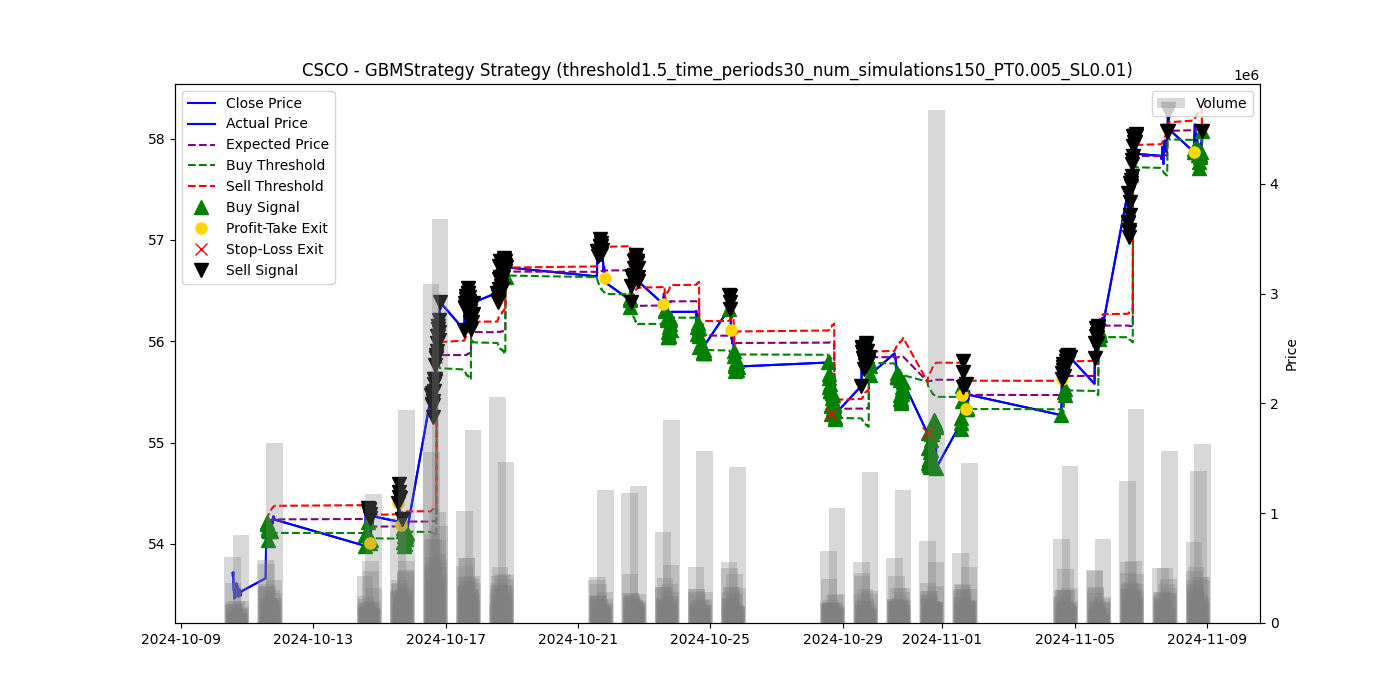 CSCO - GBMStrategy Strategy (threshold1.5_time_periods30_num_simulations150_PT0.005_SL0.01)
1e6
Close Price
Actual Price
Expected Price
Buy Threshold
Sell Threshold
Buy Signal
Profit-Take Exit
Stop-Loss Exit
Sell Signal
Volume
58
57
56
55
54
4
3
2
1
0
Price
2024-10-09
2024-10-13
2024-10-17
2024-10-21
2024-10-25
2024-10-29
2024-11-01
2024-11-05
2024-11-09